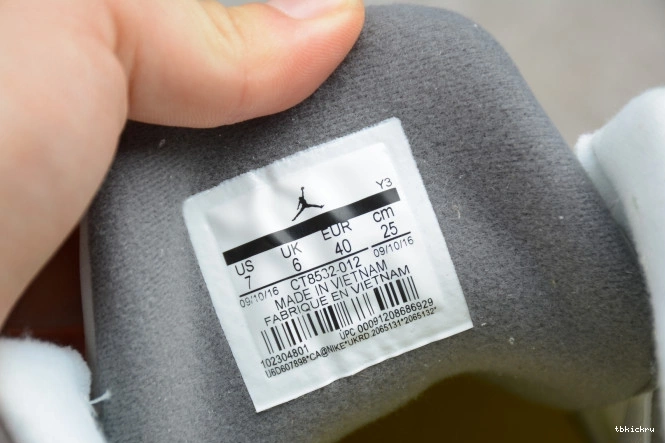 Y3
US UK EUR cm
7 6 40 25
09/10/16 CT8532-012 09/10/16
MADE IN VIETNAM
FABRIQUE EN VIETNAM
102304801 UPC 00091208686929
U6D607898*CA@NIKE*UKRD.2065131*2065132*
tbkickru